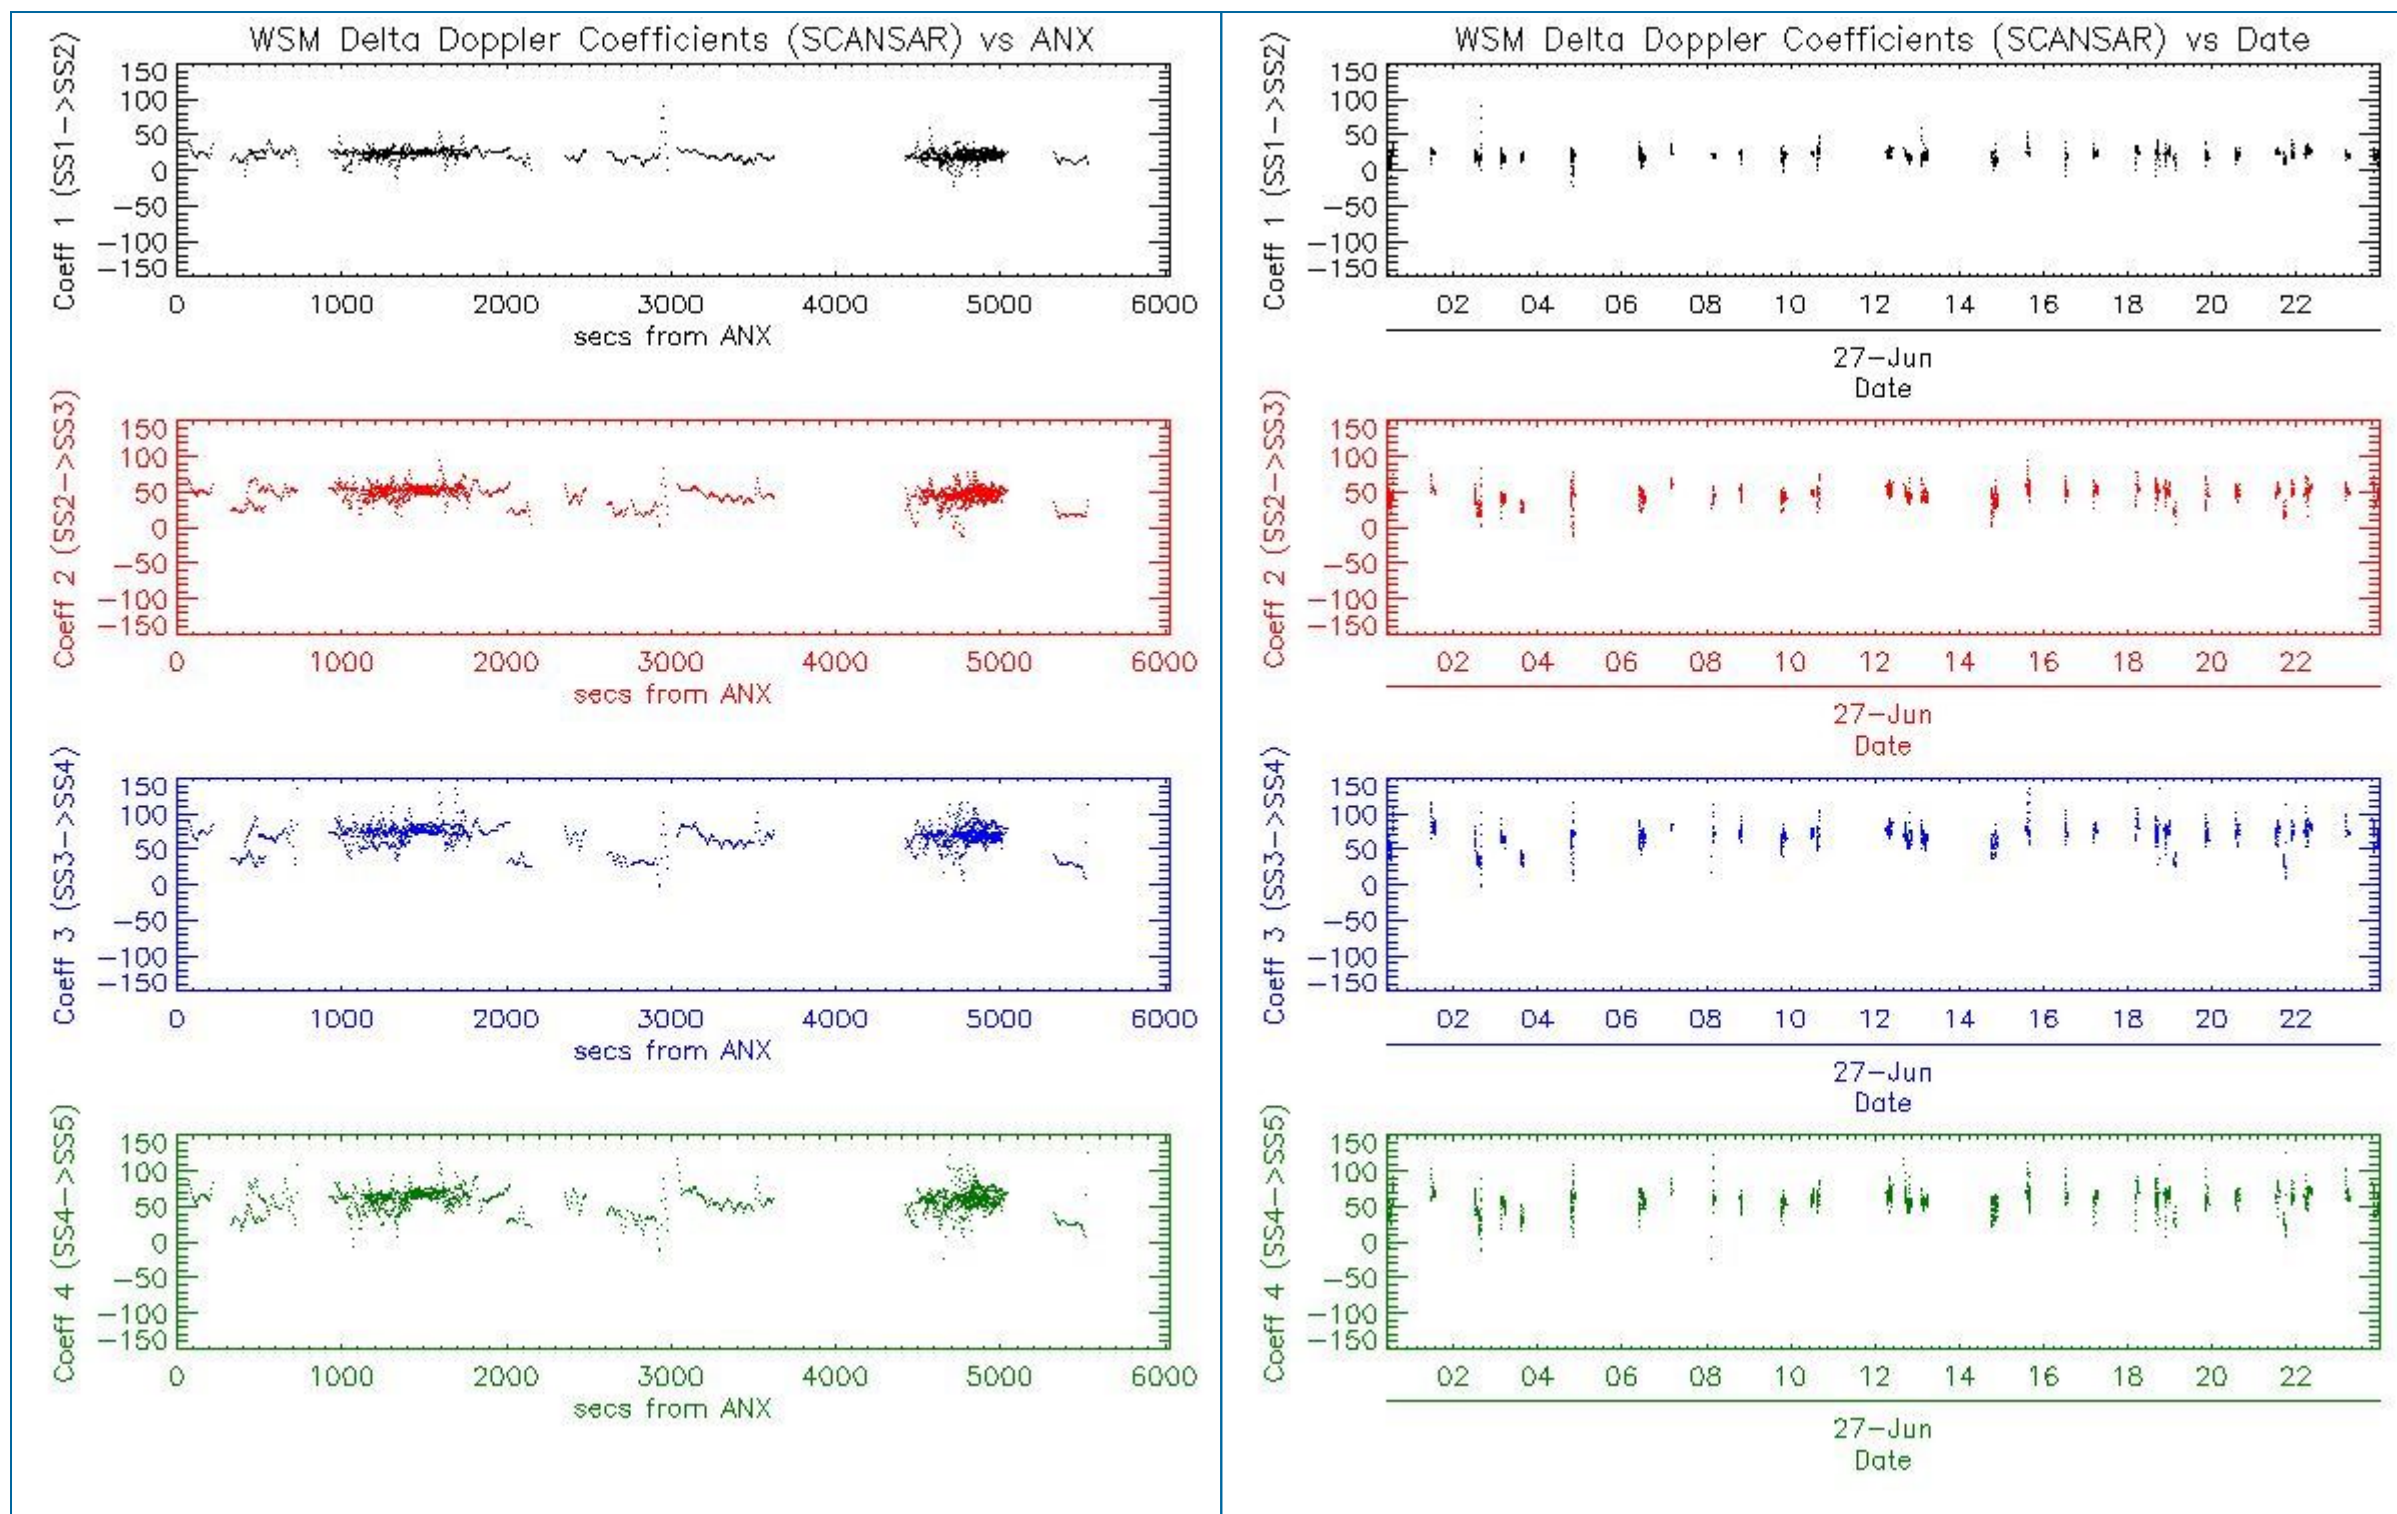 WSM Delta Doppler Coefficients (SCANSAR) vs ANX
Coeff 1 (SS1->SS2)
150
100
50
0
-50
-100
-150
0 1000 2000 3000 4000 5000 6000
secs from ANX
Coeff 2 (SS2->SS3)
150
100
50
0
-50
-100
-150
0 1000 2000 3000 4000 5000 6000
secs from ANX
Coeff 3 (SS3->SS4)
150
100
50
0
-50
-100
-150
0 1000 2000 3000 4000 5000 6000
secs from ANX
Coeff 4 (SS4->SS5)
150
100
50
0
-50
-100
-150
0 1000 2000 3000 4000 5000 6000
secs from ANX
WSM Delta Doppler Coefficients (SCANSAR) vs Date
Coeff 1 (SS1->SS2)
150
100
50
0
-50
-100
-150
02 04 06 08 10 12 14 16 18 20 22
27-Jun
Date
Coeff 2 (SS2->SS3)
150
100
50
0
-50
-100
-150
02 04 06 08 10 12 14 16 18 20 22
27-Jun
Date
Coeff 3 (SS3->SS4)
150
100
50
0
-50
-100
-150
02 04 06 08 10 12 14 16 18 20 22
27-Jun
Date
Coeff 4 (SS4->SS5)
150
100
50
0
-50
-100
-150
02 04 06 08 10 12 14 16 18 20 22
27-Jun
Date